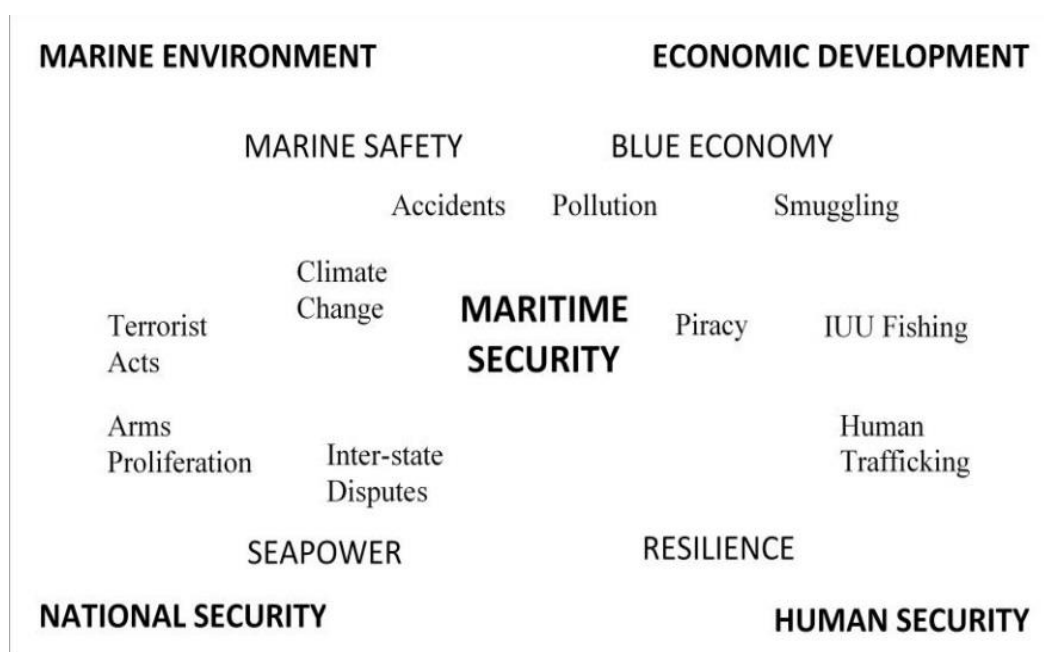 MARINE ENVIRONMENT
ECONOMIC DEVELOPMENT
MARINE SAFETY
BLUE ECONOMY
Accidents
Pollution
Smuggling
Climate
Change
MARITIME
SECURITY
Terrorist
Acts
Piracy
IUU Fishing
Arms
Proliferation
Inter-state
Disputes
Human
Trafficking
SEAPOWER
RESILIENCE
NATIONAL SECURITY
HUMAN SECURITY